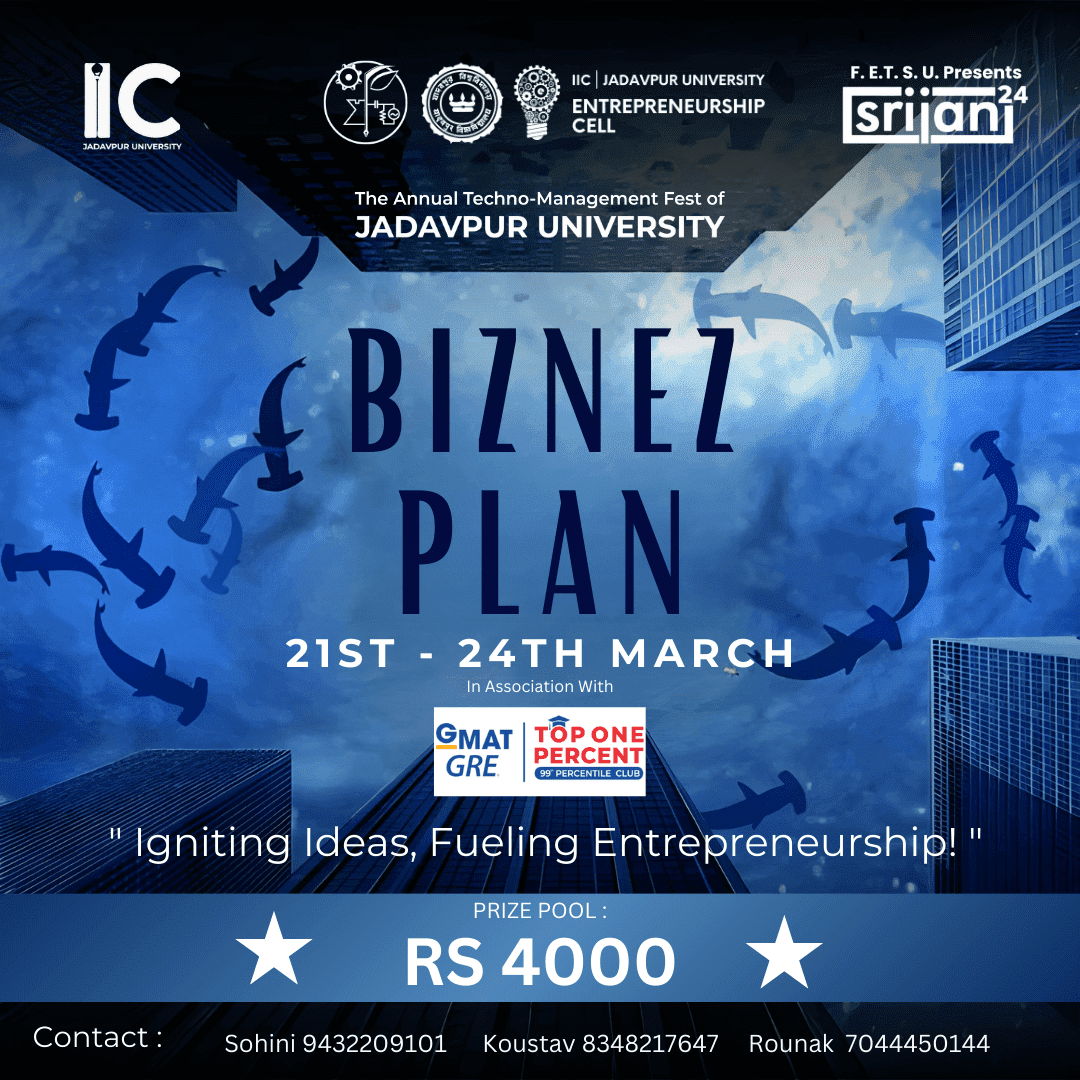 IIC
JADAVPUR UNIVERSITY
IIC | JADAVPUR UNIVERSITY
ENTREPRENEURSHIP
CELL
F. E.T. S. U. Presents
srijan 24
The Annual Techno-Management Fest of
JADAVPUR UNIVERSITY
BIZNEZ
PLAN
21ST - 24TH MARCH
In Association With
GMAT
GRE
TOP ONE
PERCENT
99" PERCENTILE CLUB
" Igniting Ideas, Fueling Entrepreneurship! "
PRIZE POOL :
RS 4000
Contact :
Sohini 9432209101 Koustav 8348217647 Rounak 7044450144